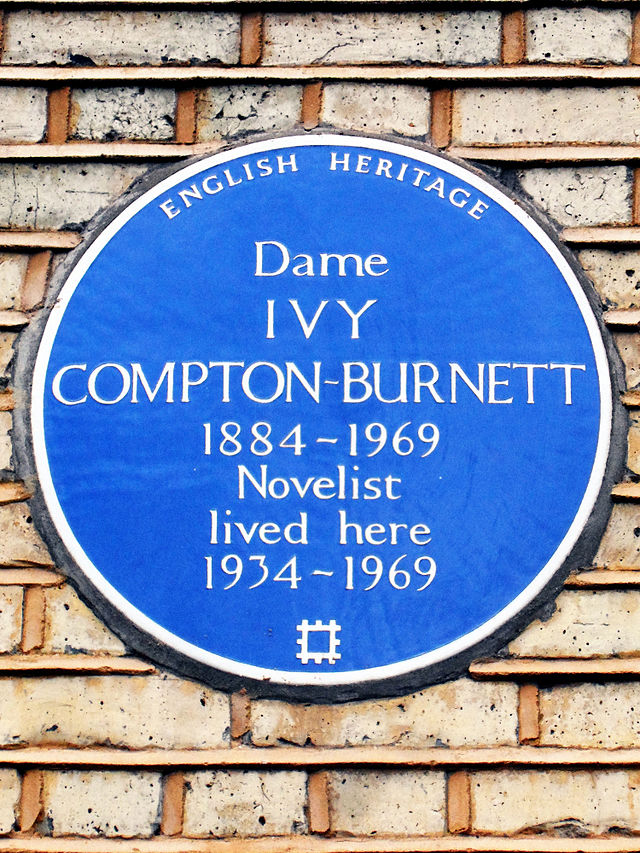 ENGLISH HERITAGE
Dame
IVY
COMPTON-BURNETT
1884-1969
Novelist
lived here
1934-1969